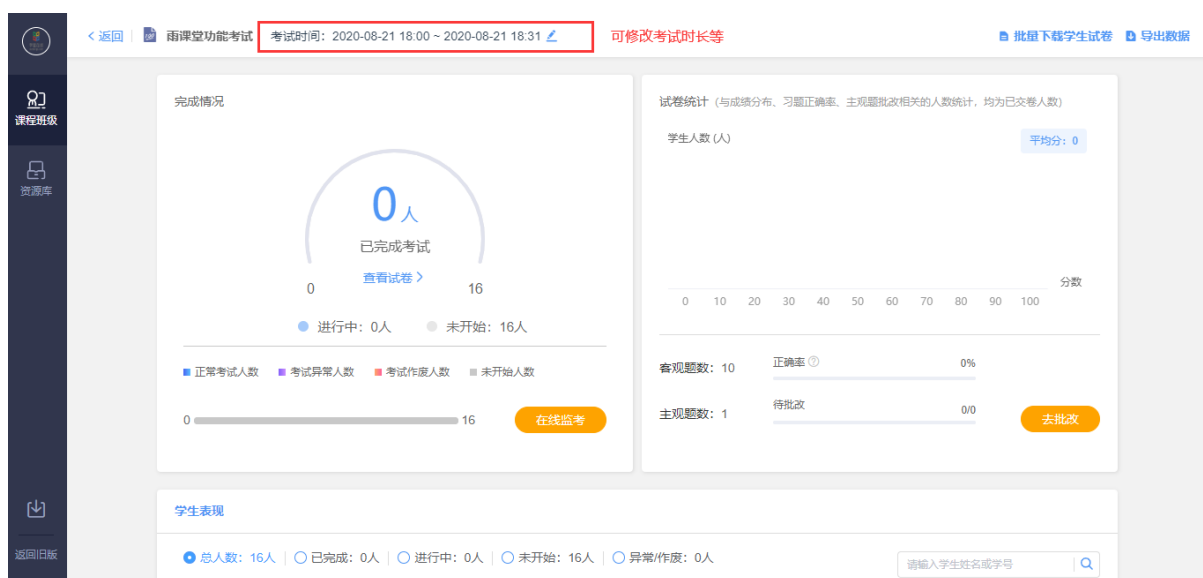 < 返回
雨课堂功能考试
考试时间：2020-08-21 18:00 ~ 2020-08-21 18:31
可修改考试时长等
批量下载学生试卷
导出数据
课程班级
资源库
返回旧版
完成情况
0人
已完成考试
查看试卷 >
0
16
进行中：0人
未开始：16人
正常考试人数
考试异常人数
考试作废人数
未开始人数
0
16
在线监考
试卷统计（与成绩分布、习题正确率、主观题批改相关的人数统计，均为已交卷人数）
学生人数 (人)
平均分：0
分数
0 10 20 30 40 50 60 70 80 90 100
客观题数：10
正确率 ?
0%
主观题数：1
待批改
0/0
去批改
学生表现
总人数：16人 | 已完成：0人 | 进行中：0人 | 未开始：16人 | 异常/作废：0人
请输入学生姓名或学号